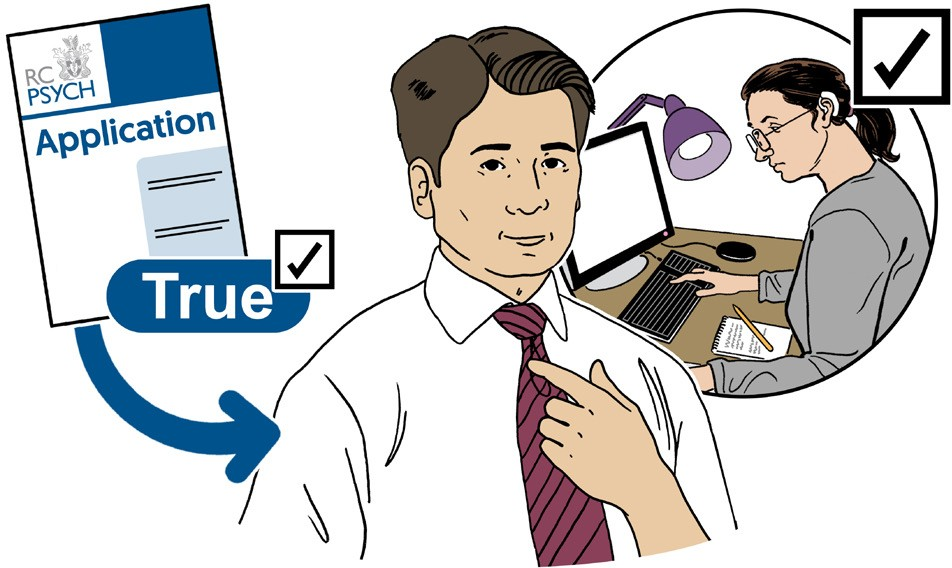 RC
PSYCH
Application
True